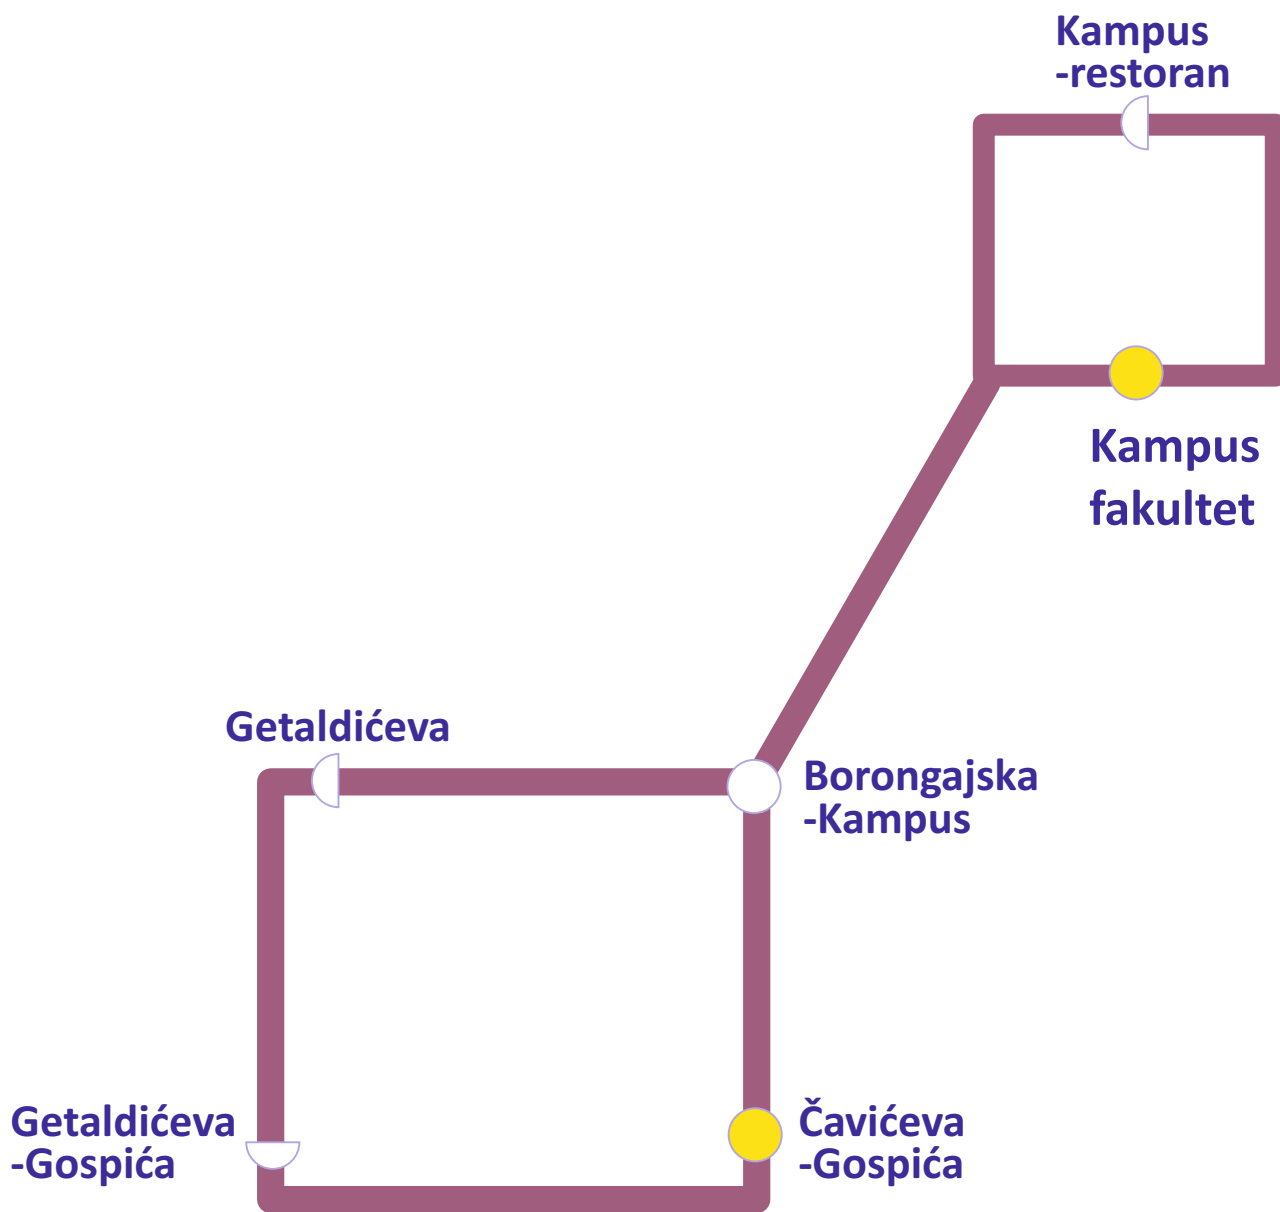 Kampus
-restoran
Kampus
fakultet
Getaldićeva
Borongajska
-Kampus
Getaldićeva
-Gospića
Čavićeva
-Gospića